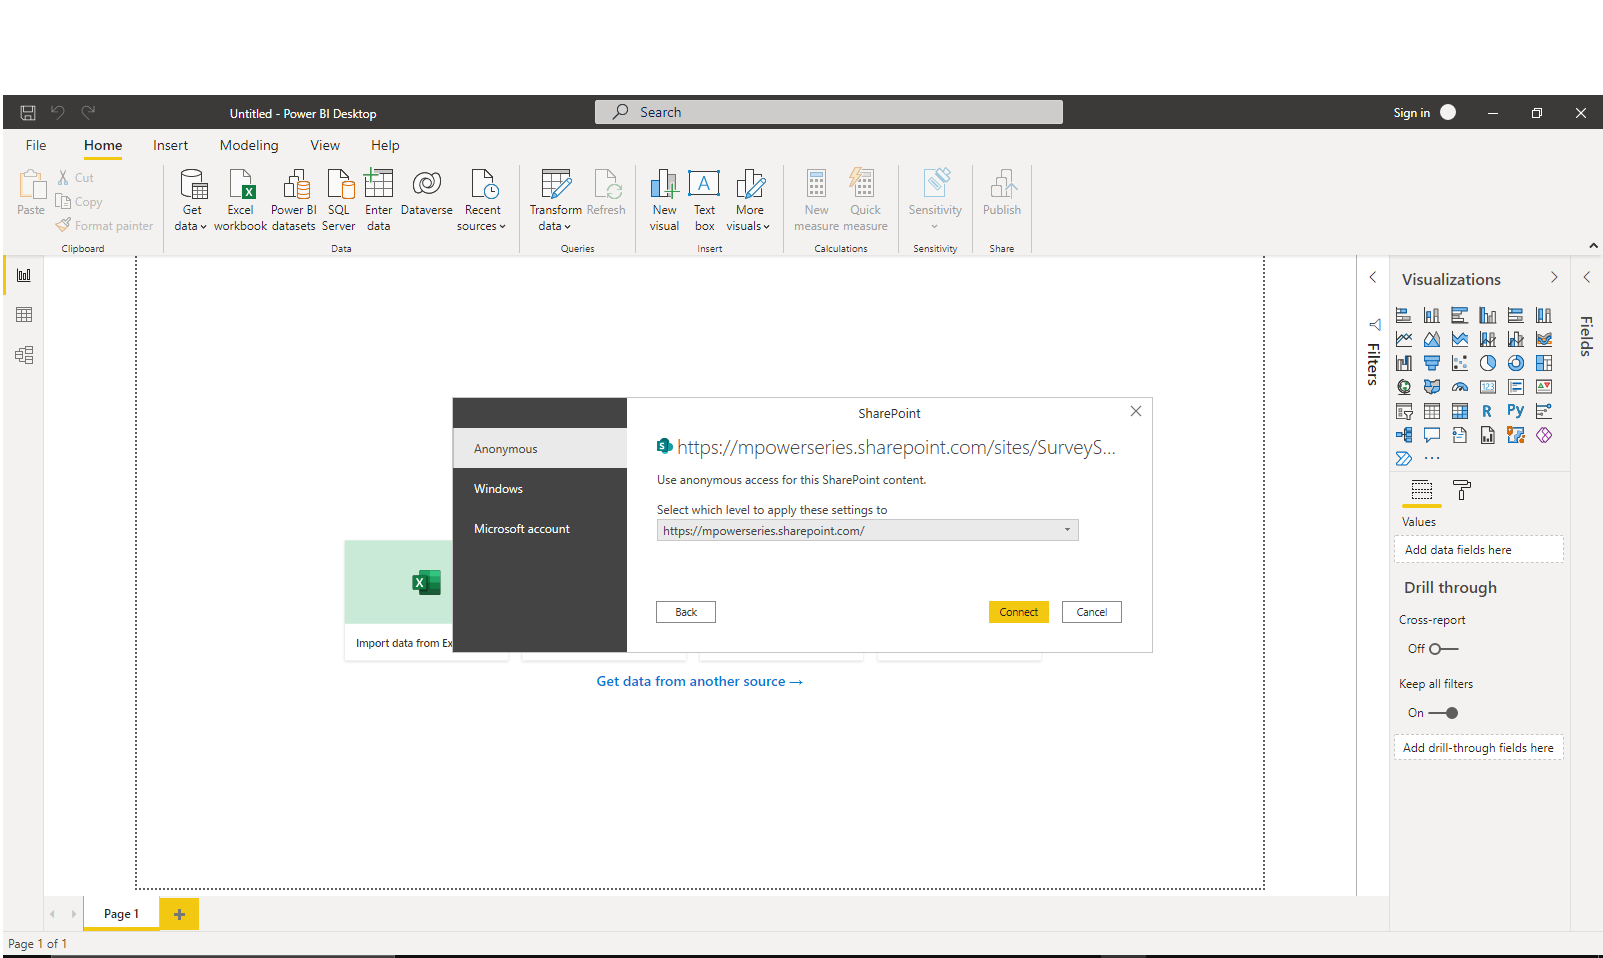 Untitled - Power BI Desktop
Search
Sign in
File Home Insert Modeling View Help
Paste
Cut
Copy
Format painter
Clipboard
Get data
Excel workbook
Power BI datasets
SQL Server
Enter data
Dataverse
Recent sources
Data
Transform data
Refresh
Queries
New visual
Text box
More visuals
Insert
New measure
Quick measure
Calculations
Sensitivity
Sensitivity
Publish
Share
SharePoint
Anonymous
Windows
Microsoft account
https://mpowerseries.sharepoint.com/sites/SurveyS...
Use anonymous access for this SharePoint content.
Select which level to apply these settings to
https://mpowerseries.sharepoint.com/
Back
Connect
Cancel
Import data from Ex
Get data from another source →
Filters
Visualizations
123
R
Py
Values
Add data fields here
Drill through
Cross-report
Off
Keep all filters
On
Add drill-through fields here
Fields
Page 1
Page 1 of 1